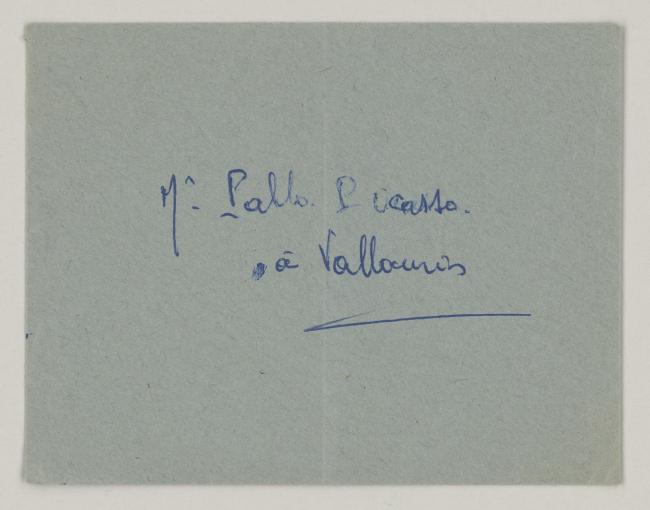 Mr. Pablo. Picasso.
à Vallauris